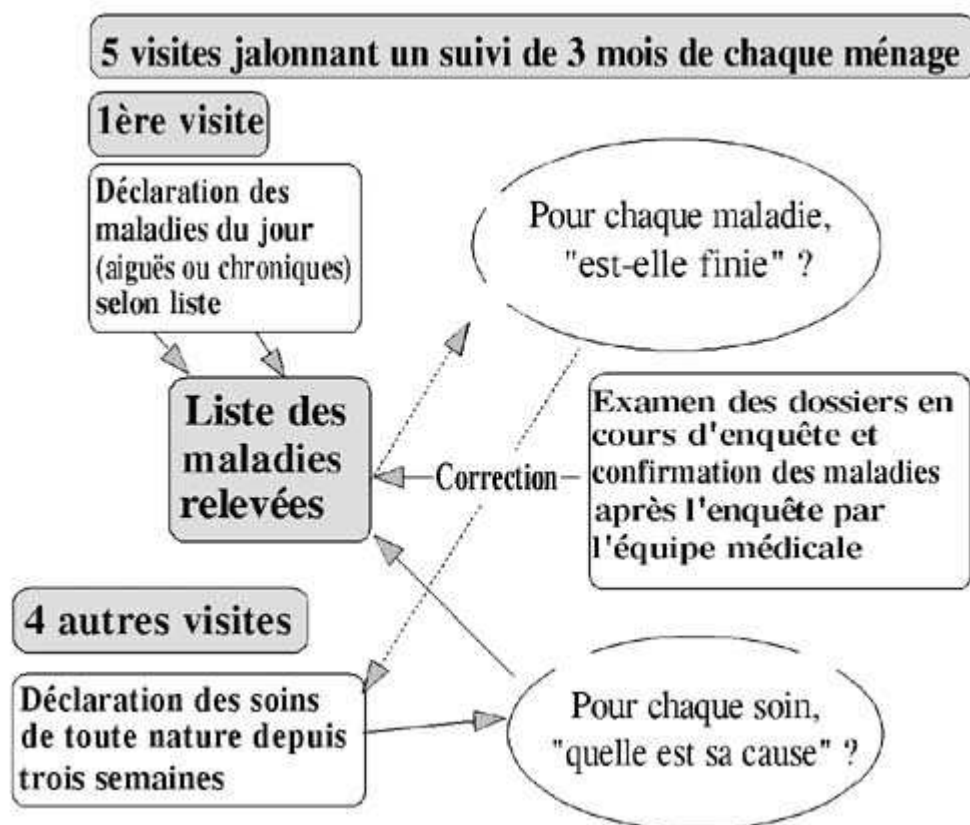 5 visites jalonnant un suivi de 3 mois de chaque ménage
1ère visite
Déclaration des
maladies du jour
(aiguës ou chroniques)
selon liste
Pour chaque maladie,
"est-elle finie" ?
Liste des
maladies
relevées
Correction
Examen des dossiers en
cours d'enquête et
confirmation des maladies
après l'enquête par
l'équipe médicale
4 autres visites
Déclaration des soins
de toute nature depuis
trois semaines
Pour chaque soin,
"quelle est sa cause" ?